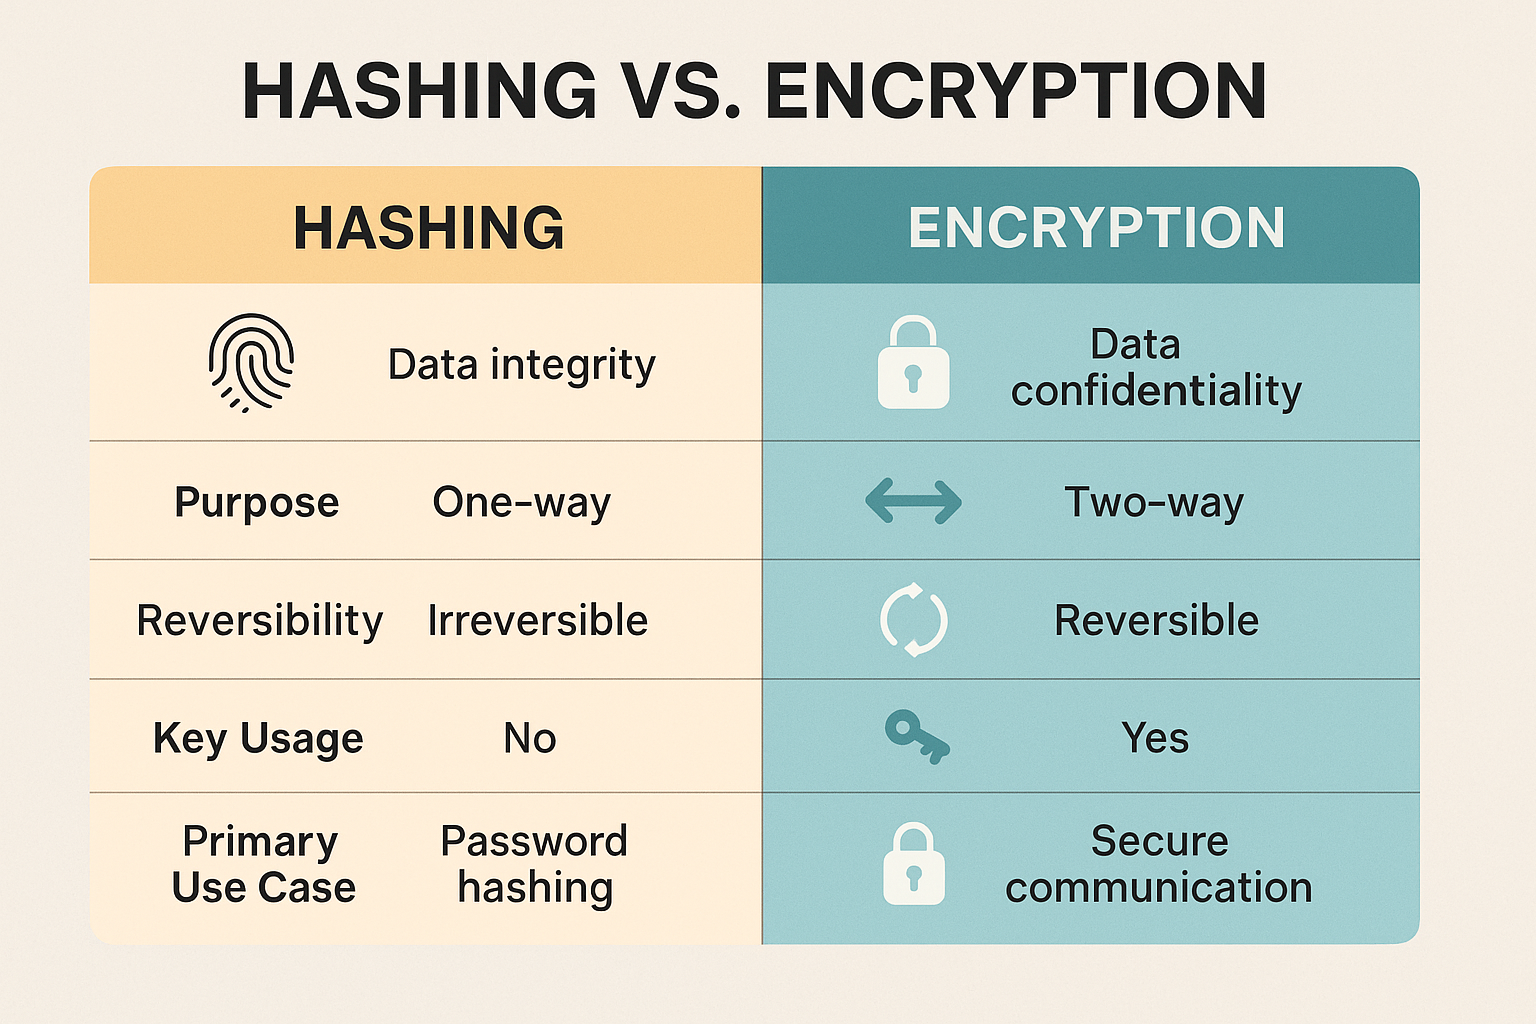 HASHING VS. ENCRYPTION
HASHING
ENCRYPTION
Data integrity
Data
confidentiality
Purpose
One-way
Two-way
Reversibility
Irreversible
Reversible
Key Usage
No
Yes
Primary
Use Case
Password
hashing
Secure
communication